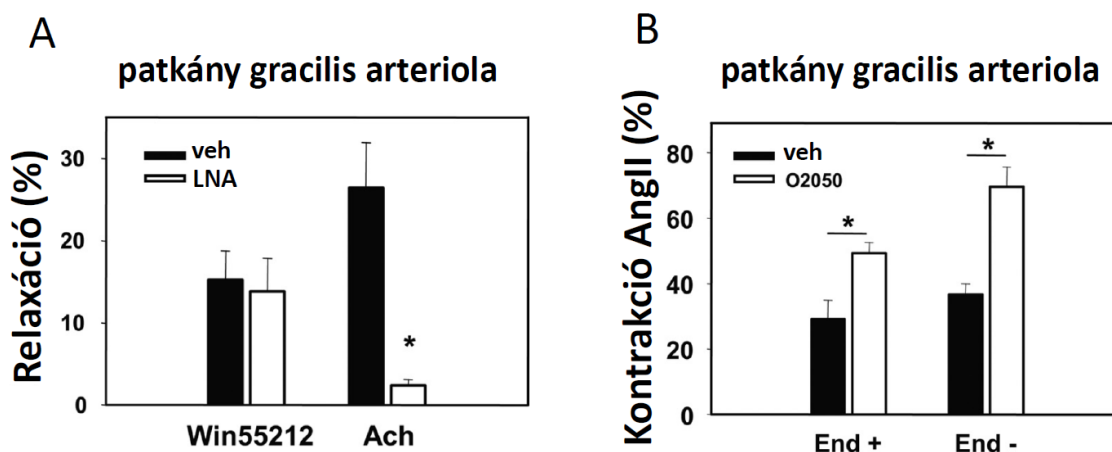 A
patkány gracilis arteriola
Relaxáció (%)
30
20
10
0
veh
LNA
*
Win55212
Ach
B
patkány gracilis arteriola
Kontrakció AngII (%)
80
60
40
20
0
veh
O2050
*
*
End +
End -